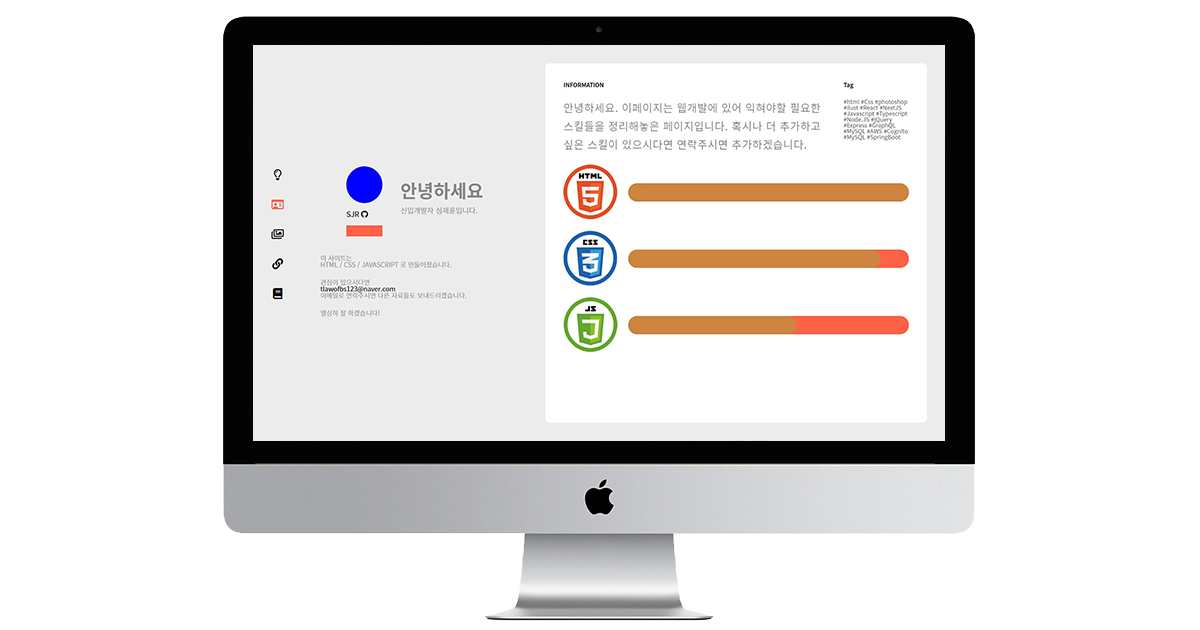 안녕하세요
SJR
신입개발자 심재륜입니다.
이 사이트는
HTML / CSS / JAVASCRIPT 로 만들어졌습니다.
관심이 있으시다면
tlawofbs123@naver.com
이메일로 연락주시면 다른 자료들도 보내드리겠습니다.
열심히 잘 하겠습니다!
INFORMATION
안녕하세요. 이페이지는 웹개발에 있어 익혀야할 필요한
스킬들을 정리해놓은 페이지입니다. 혹시나 더 추가하고
싶은 스킬이 있으시다면 연락주시면 추가하겠습니다.
Tag
#html #Css #photoshop
#illust #React #NextJS
#Javascript #Typescript
#Node.JS #jQuery
#Express #GraphQL
#MySQL #AWS #Cognito
#MySQL #SpringBoot
HTML
5
CSS
3
JS